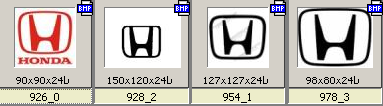 BMP
BMP
BMP
BMP
HONDA
90x90x24b
150x120x24b
127x127x24b
98x80x24b
926_0
928_2
954_1
978_3